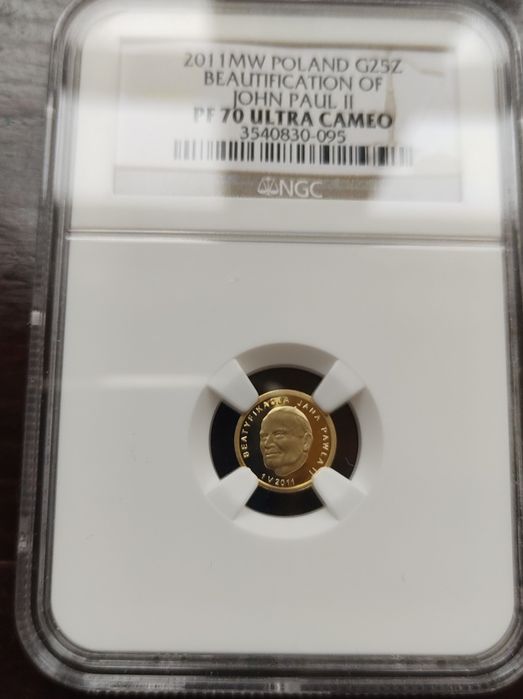 2011MW POLAND G25Z
BEAUTIFICATION OF
JOHN PAUL II
PF 70 ULTRA CAMEO
3540830-095
NGC
BEATYFIKACJA JANA PAWŁA II
1 V 2011